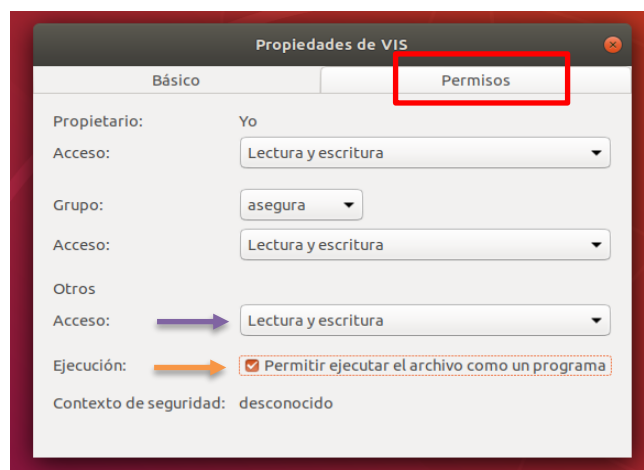 Propiedades de VIS
Básico Permisos
Propietario: Yo
Acceso: Lectura y escritura
Grupo: asegura
Acceso: Lectura y escritura
Otros
Acceso: Lectura y escritura
Ejecución: Permitir ejecutar el archivo como un programa
Contexto de seguridad: desconocido